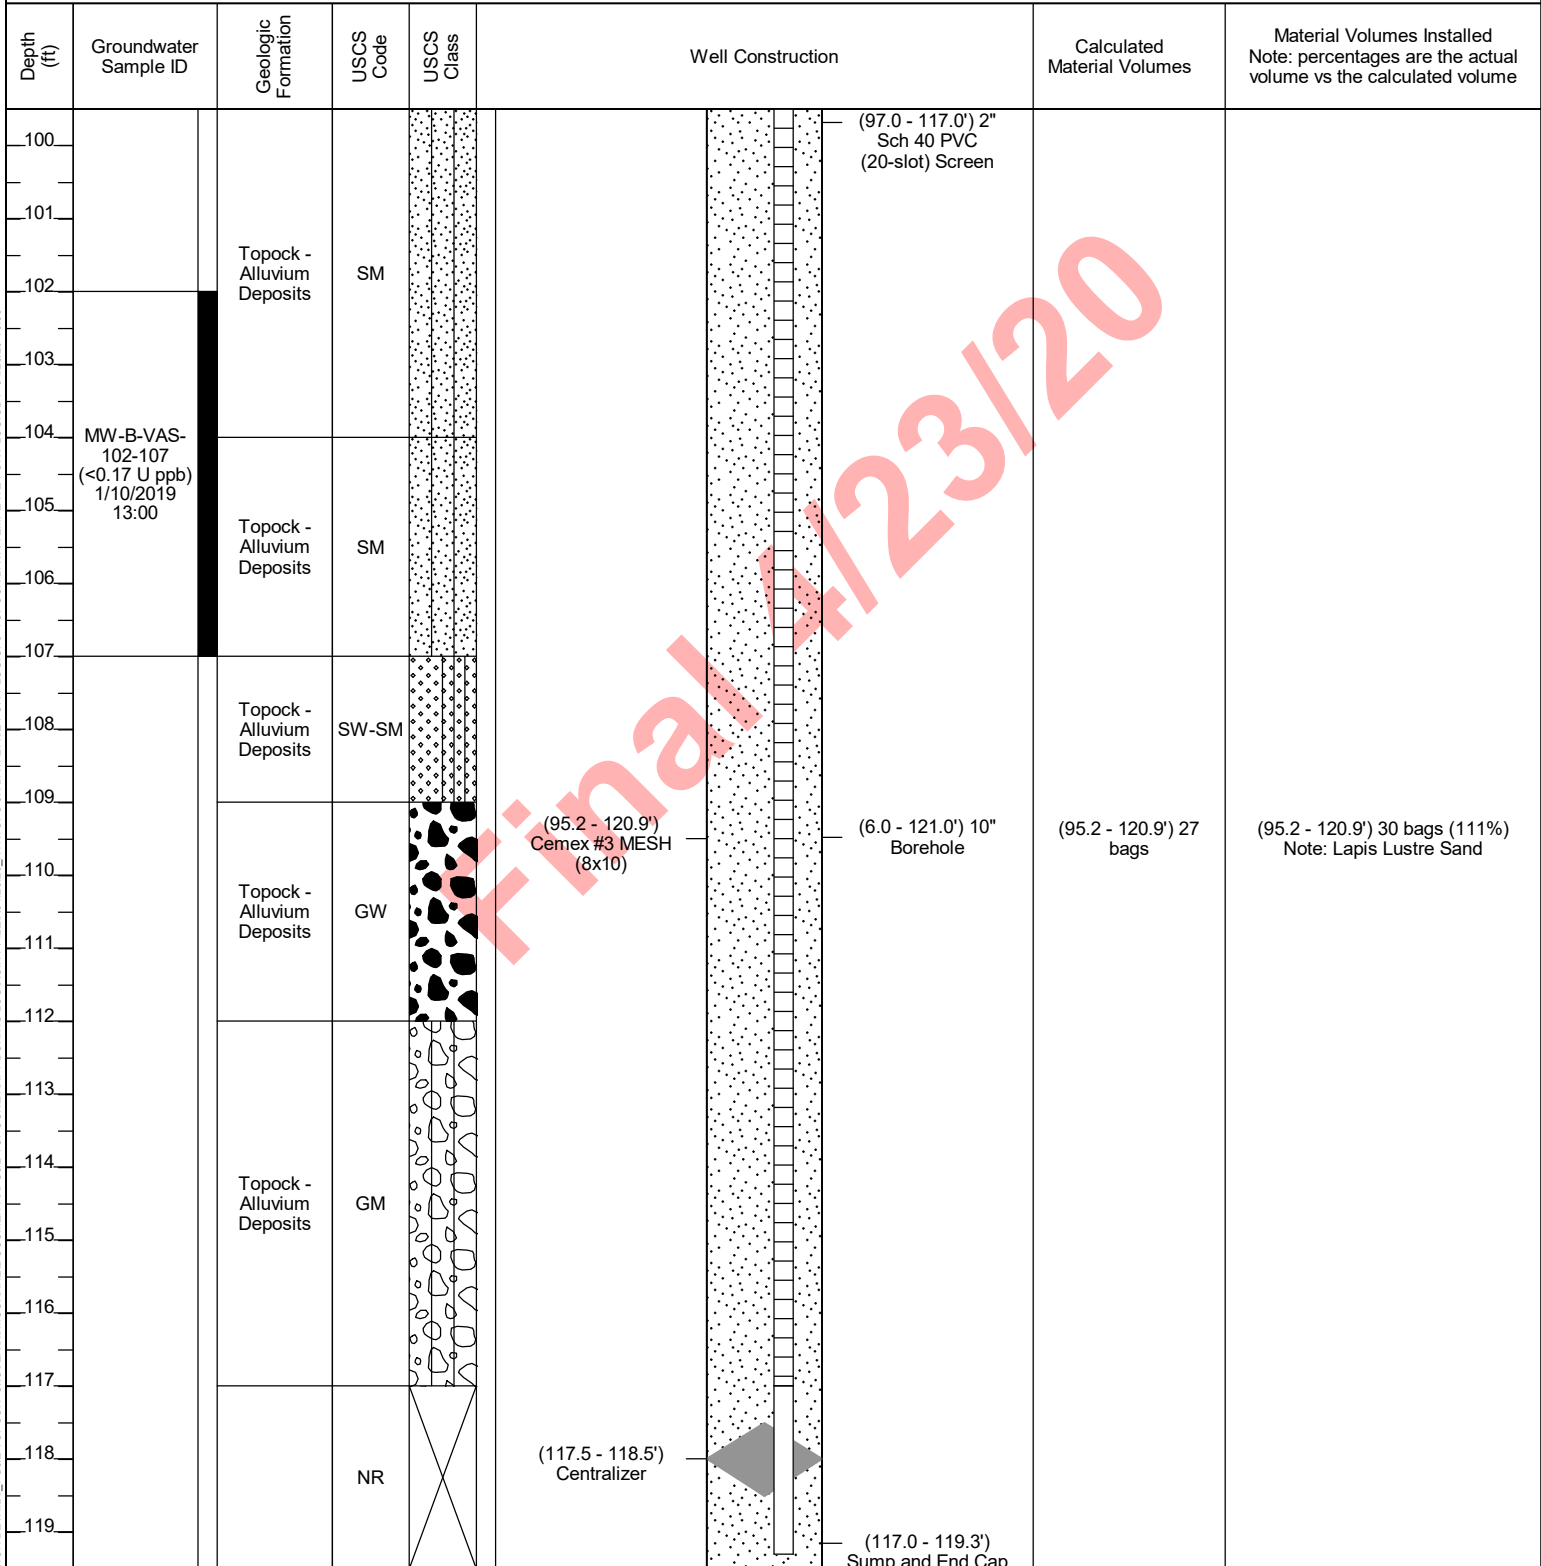 Depth
(ft)
Groundwater
Sample ID
Geologic
Formation
USCS
Code
USCS
Class
Well Construction
Calculated
Material Volumes
Material Volumes Installed
Note: percentages are the actual
volume vs the calculated volume
100
101
102
103
104
105
106
107
108
109
110
111
112
113
114
115
116
117
118
119
MW-B-VAS-
102-107
(<0.17 U ppb)
1/10/2019
13:00
Topock -
Alluvium
Deposits
SM
Topock -
Alluvium
Deposits
SM
Topock -
Alluvium
Deposits
SW-SM
Topock -
Alluvium
Deposits
GW
Topock -
Alluvium
Deposits
GM
NR
(97.0 - 117.0') 2"
Sch 40 PVC
(20-slot) Screen
(95.2 - 120.9')
Cemex #3 MESH
(8x10)
(6.0 - 121.0') 10"
Borehole
(95.2 - 120.9') 27
bags
(95.2 - 120.9') 30 bags (111%)
Note: Lapis Lustre Sand
(117.5 - 118.5')
Centralizer
(117.0 - 119.3')
Sump and End Cap
Final 4/23/20